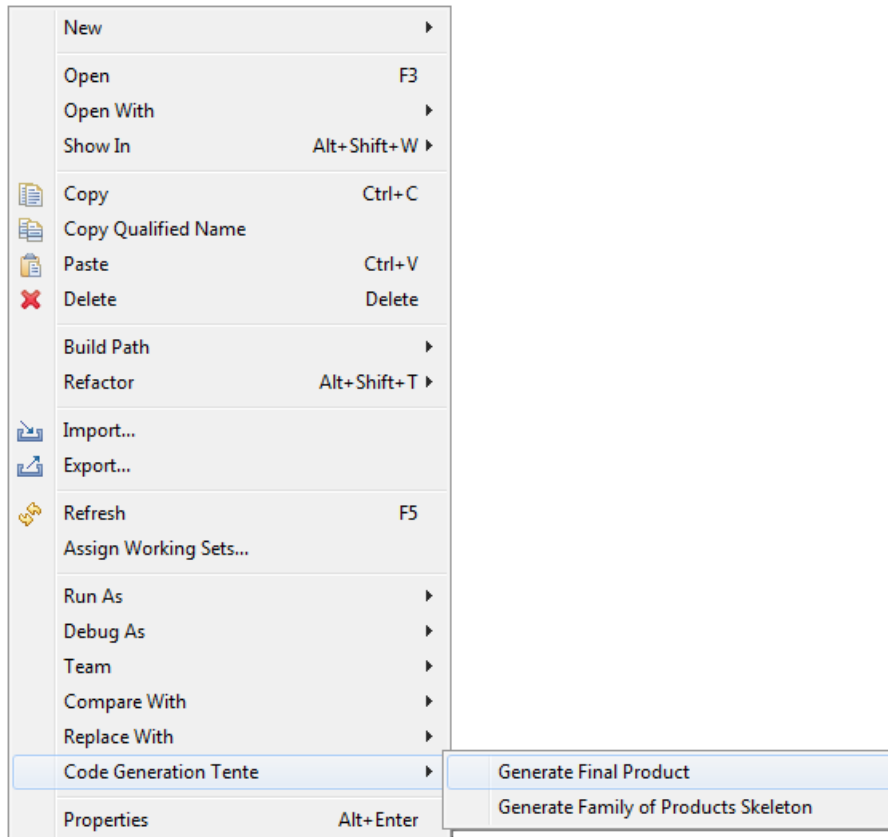 New
Open F3
Open With
Show In Alt+Shift+W
Copy Ctrl+C
Copy Qualified Name
Paste Ctrl+V
Delete Delete
Build Path
Refactor Alt+Shift+T
Import...
Export...
Refresh F5
Assign Working Sets...
Run As
Debug As
Team
Compare With
Replace With
Code Generation Tente Generate Final Product
Generate Family of Products Skeleton
Properties Alt+Enter